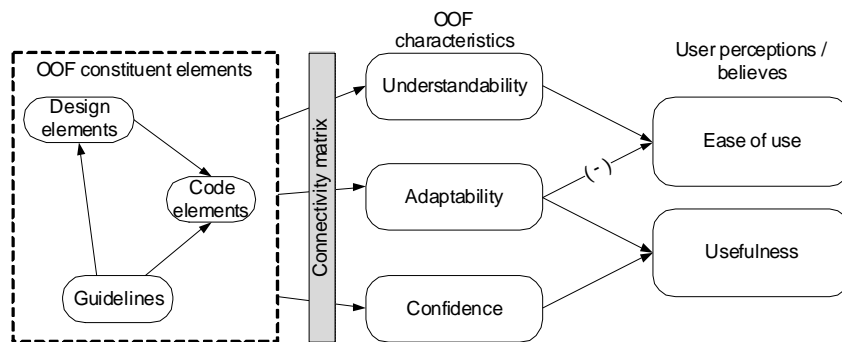 OOF constituent elements
Design
elements
Code
elements
Guidelines
Connectivity matrix
OOF
characteristics
Understandability
Adaptability
Confidence
(-)
User perceptions /
believes
Ease of use
Usefulness